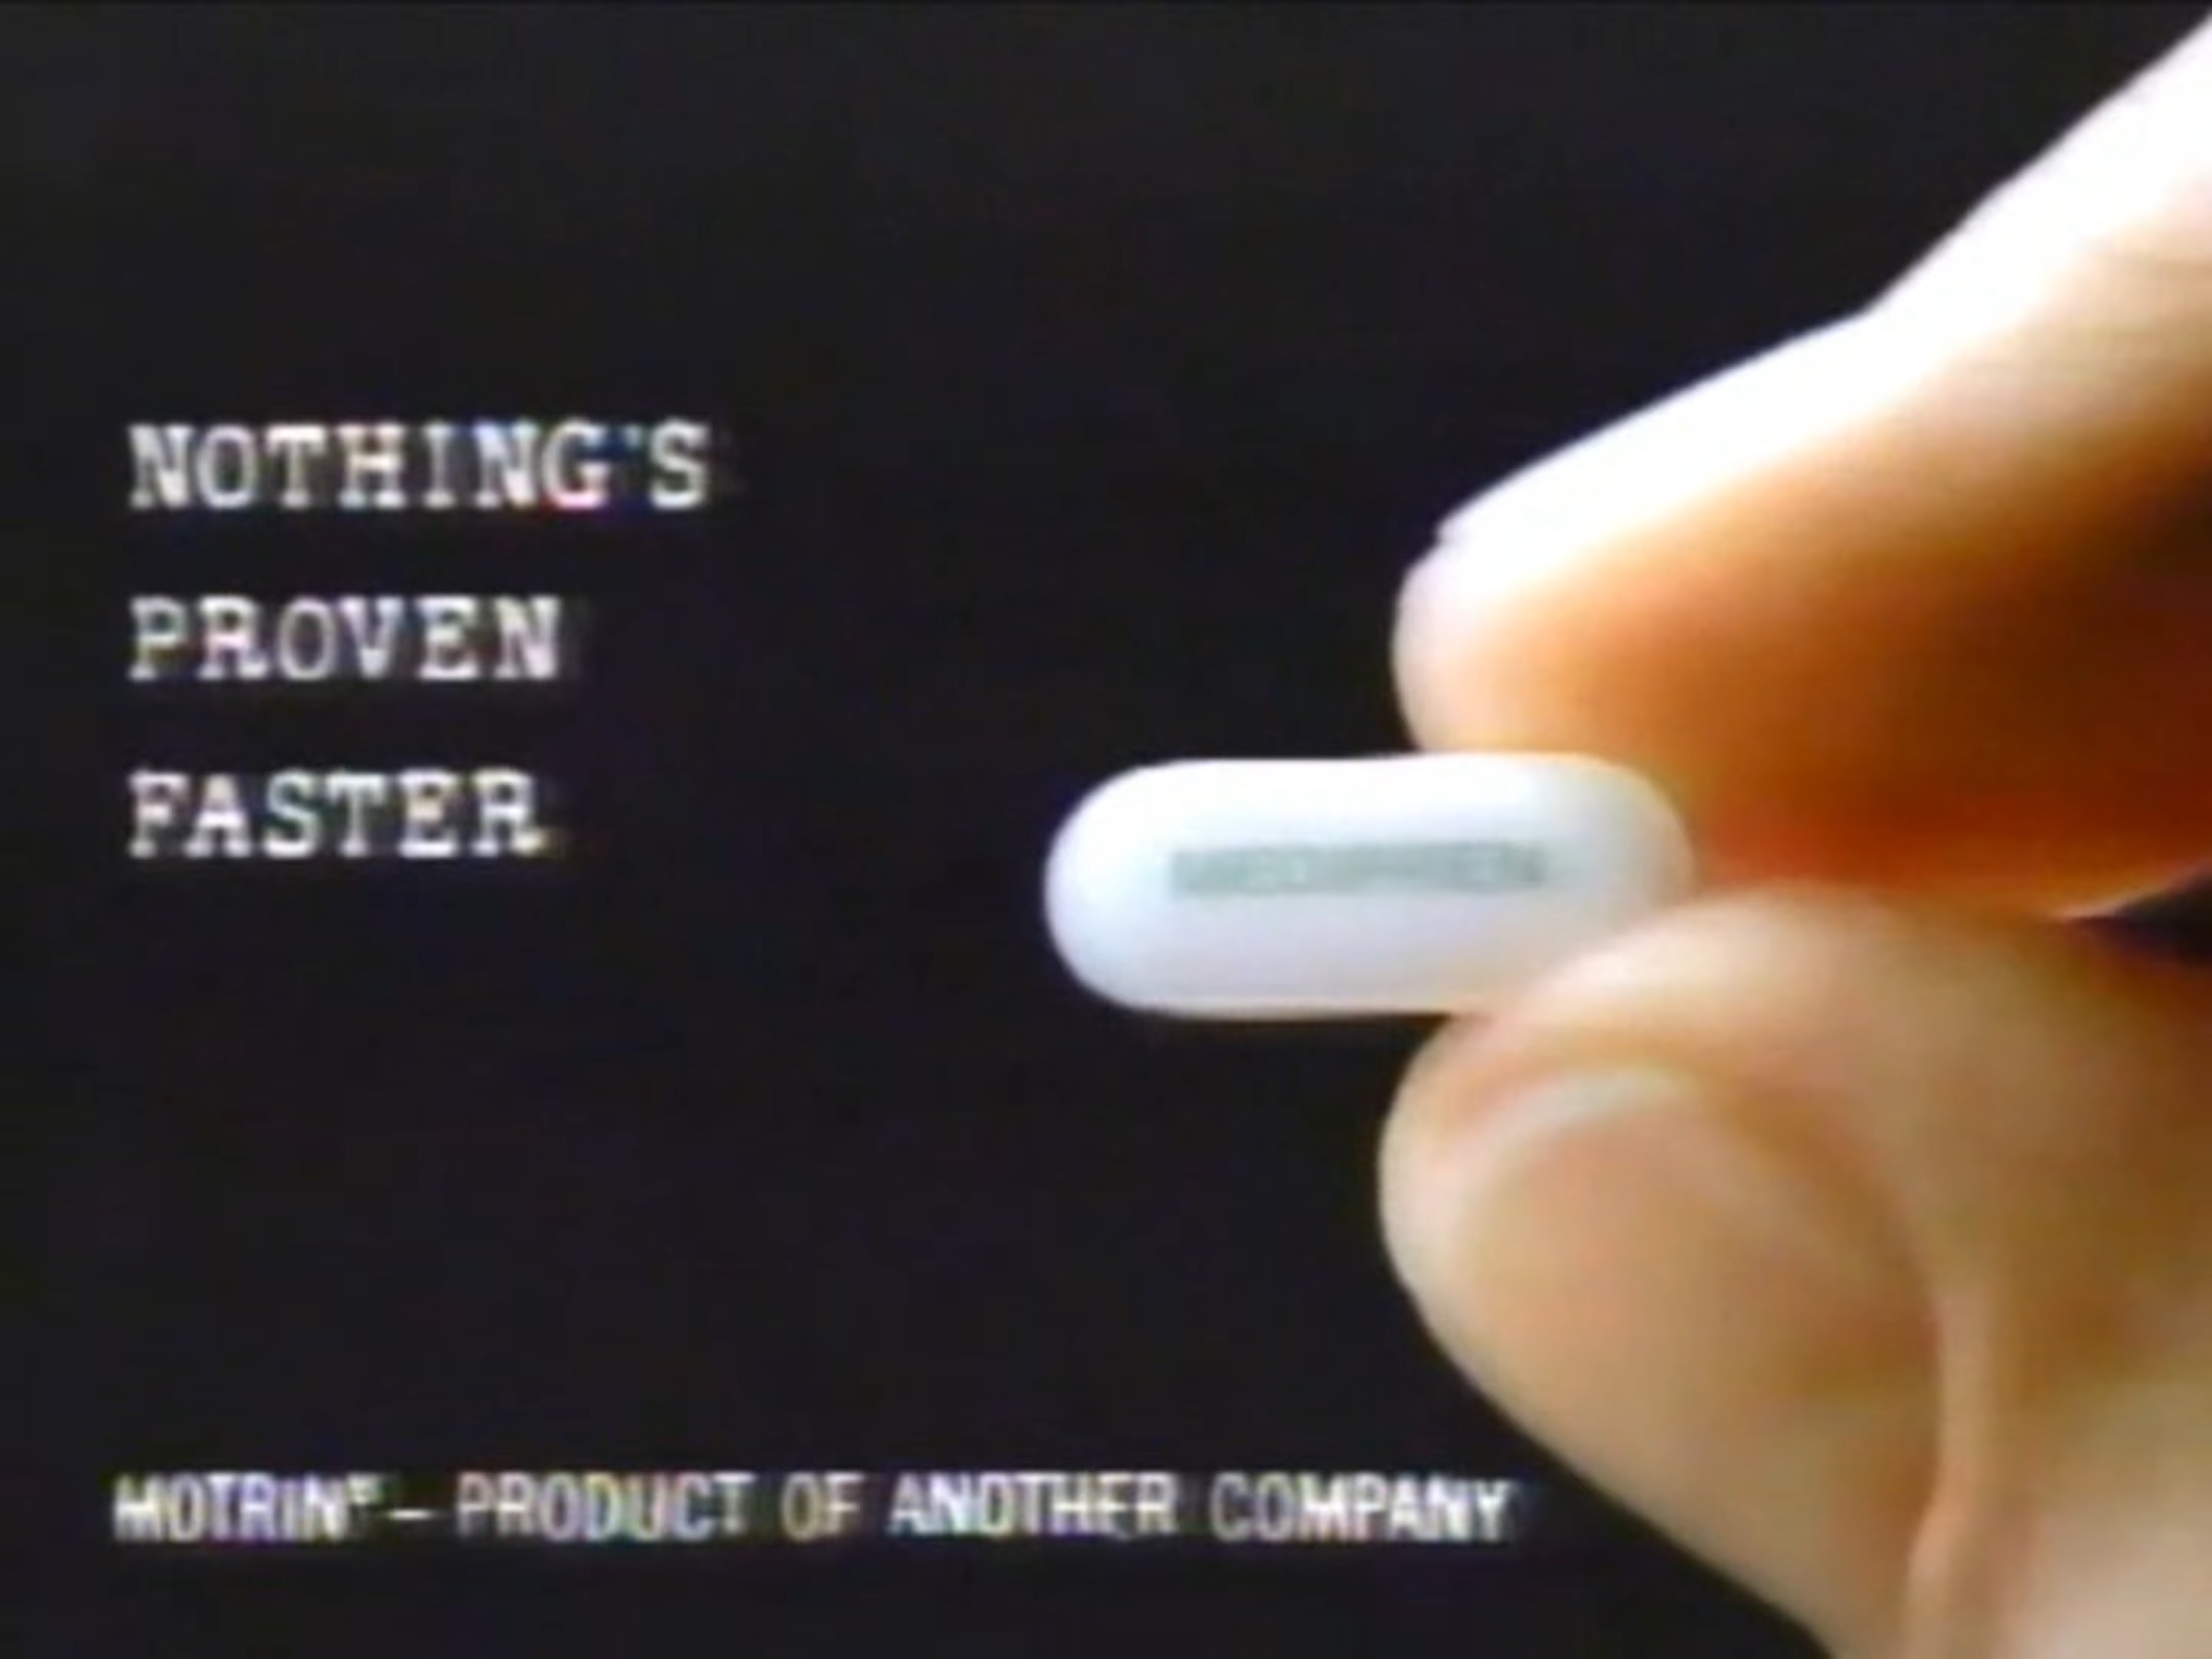 NOTHING'S
PROVEN
FASTER
MOTRIN® – PRODUCT OF ANOTHER COMPANY